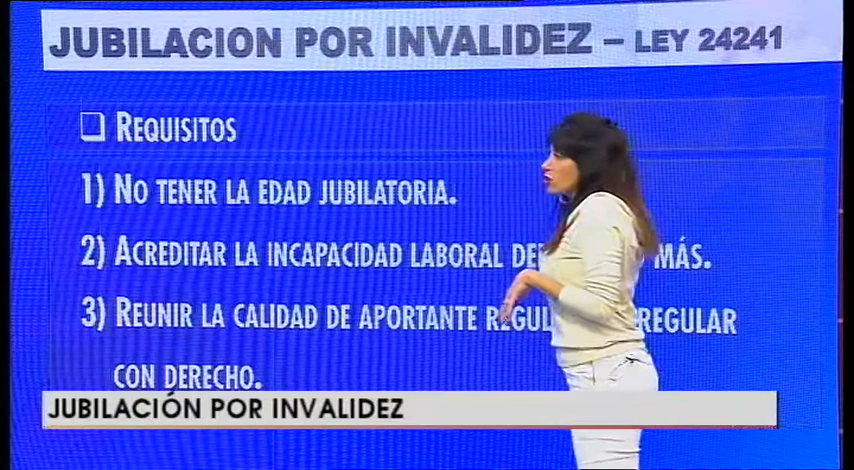 JUBILACION POR INVALIDEZ – LEY 24241
❑ REQUISITOS
1) NO TENER LA EDAD JUBILATORIA.
2) ACREDITAR LA INCAPACIDAD LABORAL MÁS.
3) REUNIR LA CALIDAD DE APORTANTE IRREGULAR
CON DERECHO.
JUBILACIÓN POR INVALIDEZ